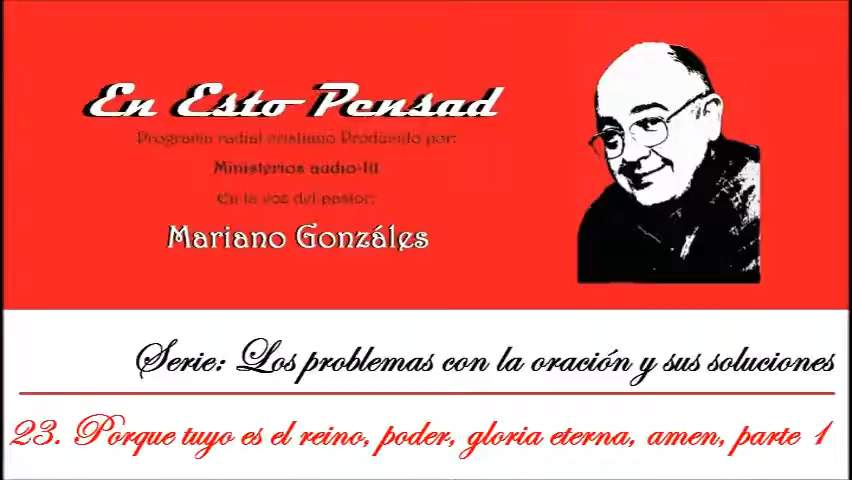 En Esto Pensad
Programa radial cristiano Producido por:
Ministerios audio-lit
En la voz del pastor:
Mariano Gonzáles
Serie: Los problemas con la oración y sus soluciones
23. Porque tuyo es el reino, poder, gloria eterna, amen, parte 1